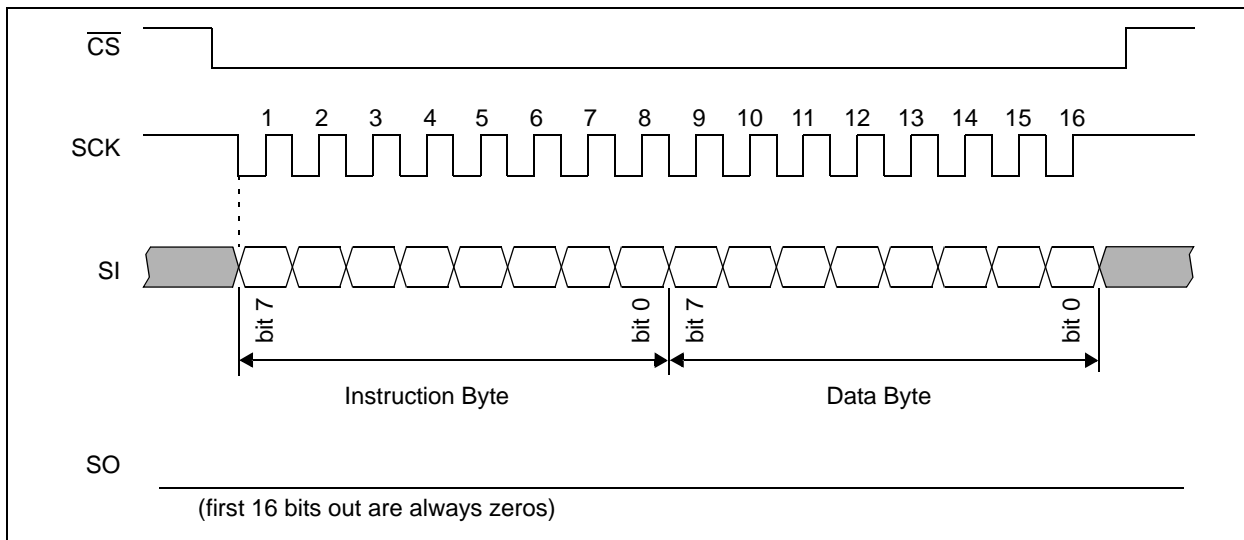 CS
1 2 3 4 5 6 7 8 9 10 11 12 13 14 15 16
SCK
SI
bit 7 bit 0 bit 7 bit 0
Instruction Byte Data Byte
SO
(first 16 bits out are always zeros)